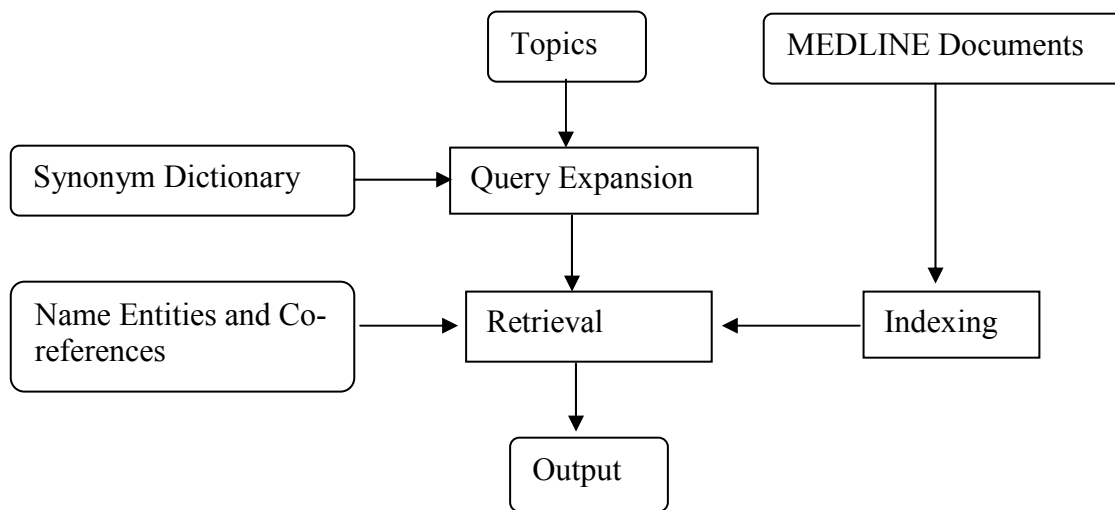 Topics
MEDLINE Documents
Synonym Dictionary
Query Expansion
Name Entities and Co-
references
Retrieval
Indexing
Output